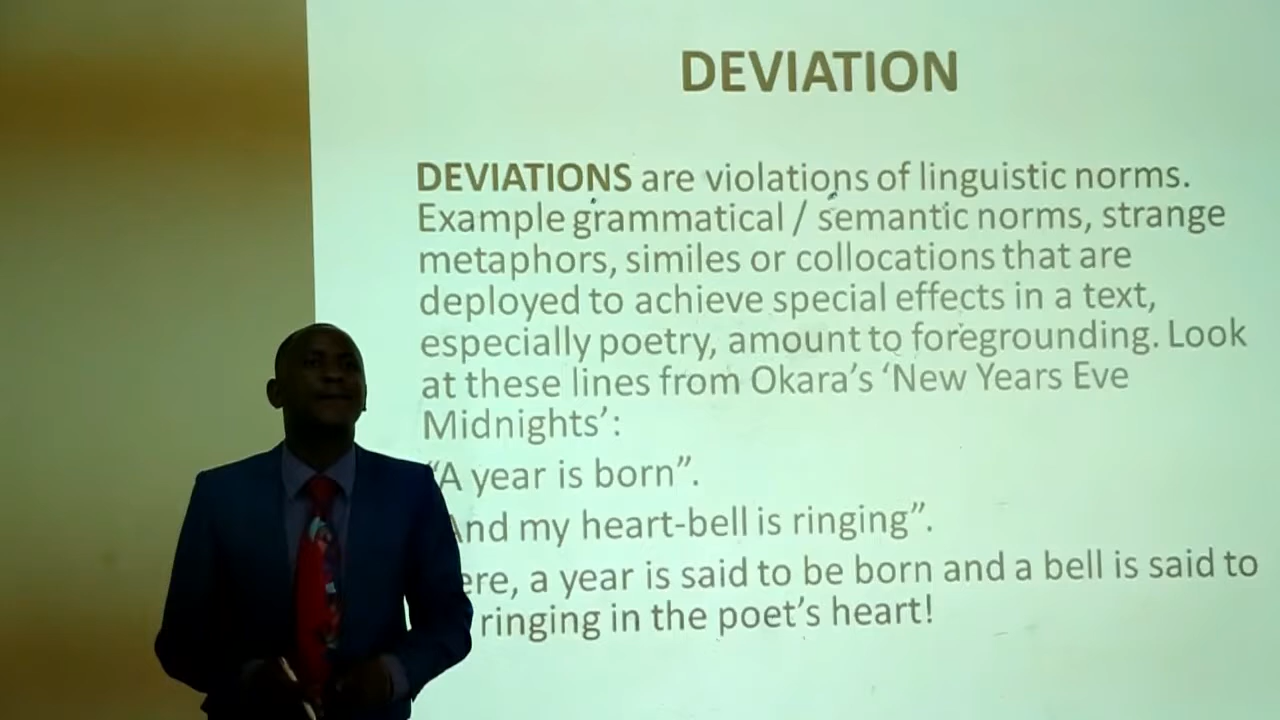 DEVIATION
DEVIATIONS are violations of linguistic norms.
Example grammatical / semantic norms, strange
metaphors, similes or collocations that are
deployed to achieve special effects in a text,
especially poetry, amount to foregrounding. Look
at these lines from Okara's 'New Years Eve
Midnights':
"A year is born".
And my heart-bell is ringing".
ere, a year is said to be born and a bell is said to
ringing in the poet's heart!